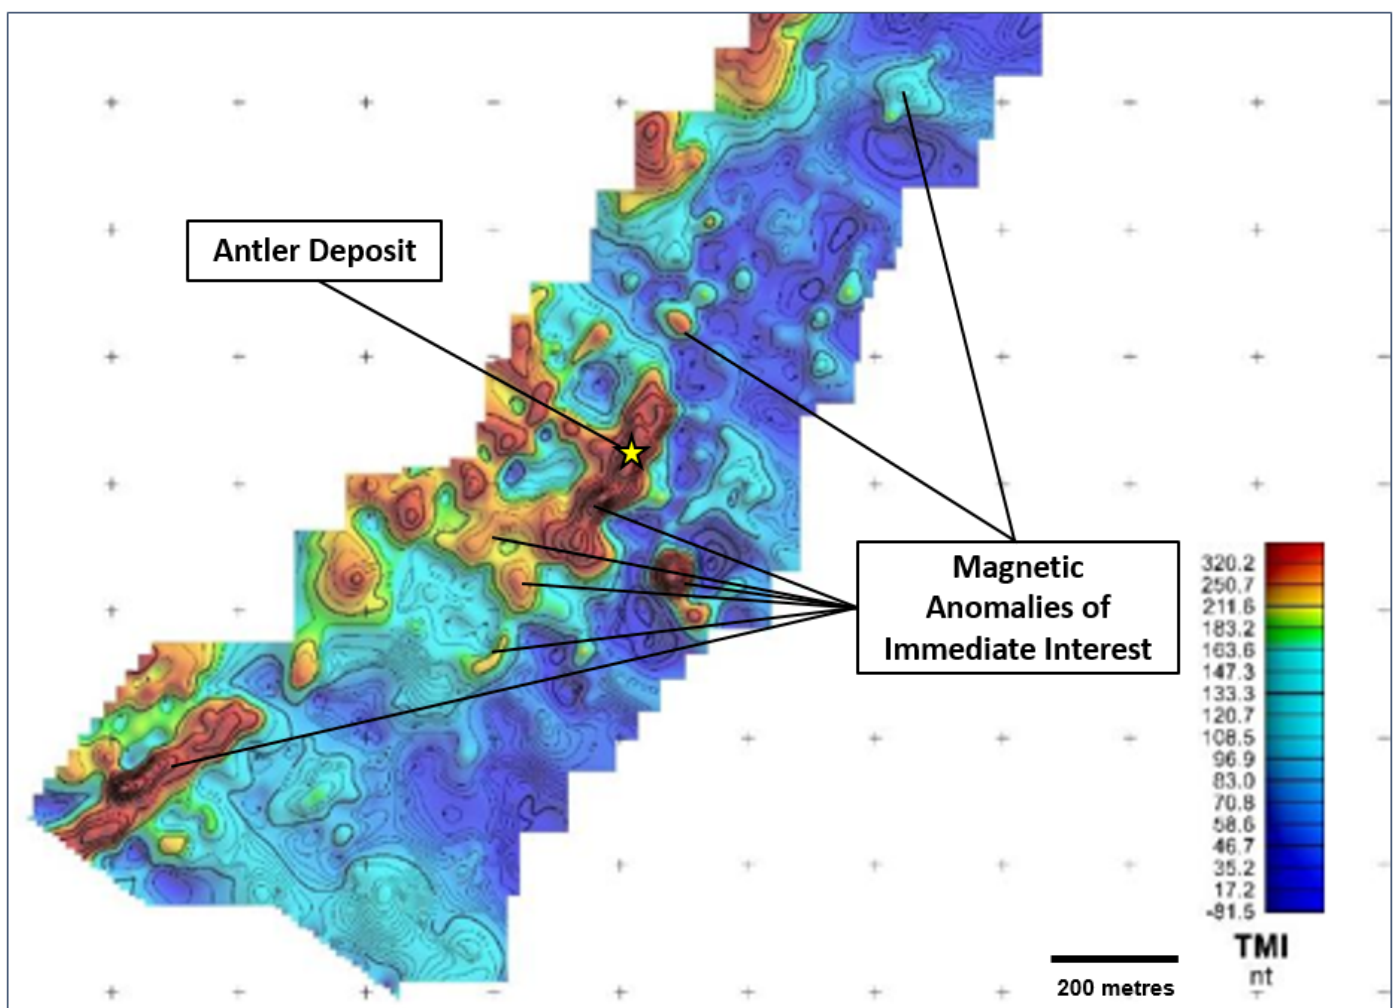 Antler Deposit
Magnetic
Anomalies of
Immediate Interest
320.2
250.7
211.6
183.2
163.6
147.3
133.3
120.7
108.5
96.9
83.0
70.8
58.6
46.7
35.2
17.2
-81.5
TMI
nt
200 metres